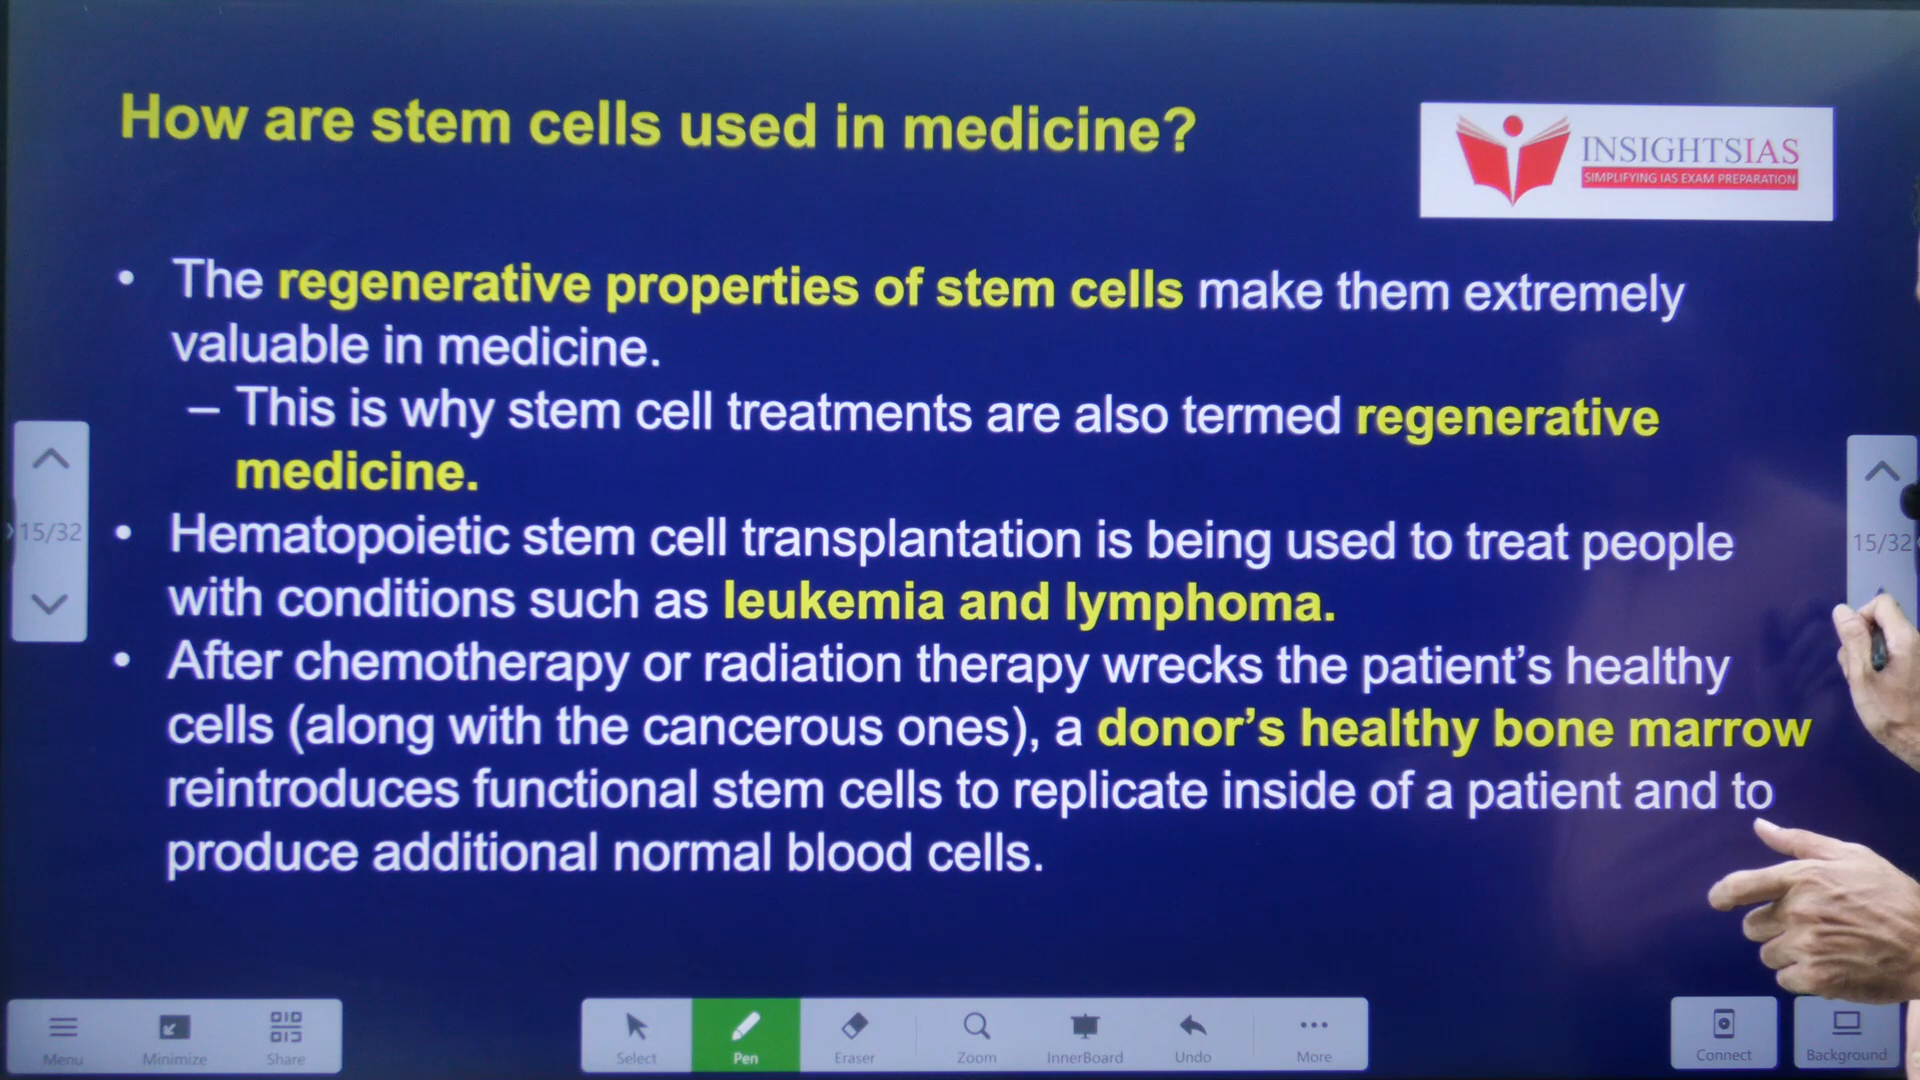 How are stem cells used in medicine?
INSIGHTSIAS
SIMPLIFYING IAS EXAM PREPARATION
• The regenerative properties of stem cells make them extremely
valuable in medicine.
– This is why stem cell treatments are also termed regenerative
medicine.
• Hematopoietic stem cell transplantation is being used to treat people
with conditions such as leukemia and lymphoma.
• After chemotherapy or radiation therapy wrecks the patient's healthy
cells (along with the cancerous ones), a donor's healthy bone marrow
reintroduces functional stem cells to replicate inside of a patient and to
produce additional normal blood cells.
15/32
15/32
Menu
Minimize
Share
Select
Pen
Eraser
Zoom
InnerBoard
Undo
More
Connect
Background